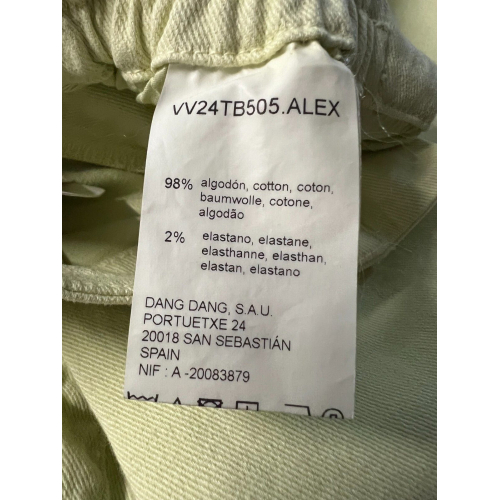 VV24TB505.ALEX
98% algodón, cotton, coton,
baumwolle, cotone,
algodão
2% elastano, elastane,
elasthanne, elasthan,
elastan, elastano
DANG DANG, S.A.U.
PORTUETXE 24
20018 SAN SEBASTIÁN
SPAIN
NIF : A -20083879